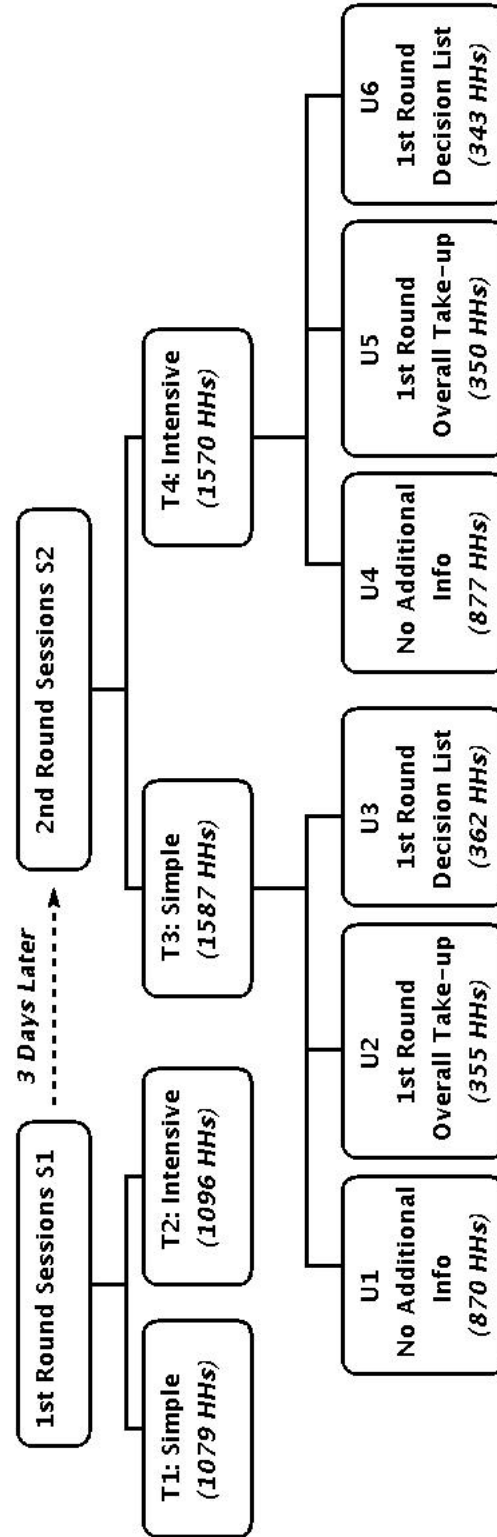 1st Round Sessions S1
3 Days Later
2nd Round Sessions S2
T1: Simple
(1079 HHs)
T2: Intensive
(1096 HHs)
T3: Simple
(1587 HHs)
T4: Intensive
(1570 HHs)
U1
No Additional
Info
(870 HHs)
U2
1st Round
Overall Take-up
(355 HHs)
U3
1st Round
Decision List
(362 HHs)
U4
No Additional
Info
(877 HHs)
U5
1st Round
Overall Take-up
(350 HHs)
U6
1st Round
Decision List
(343 HHs)